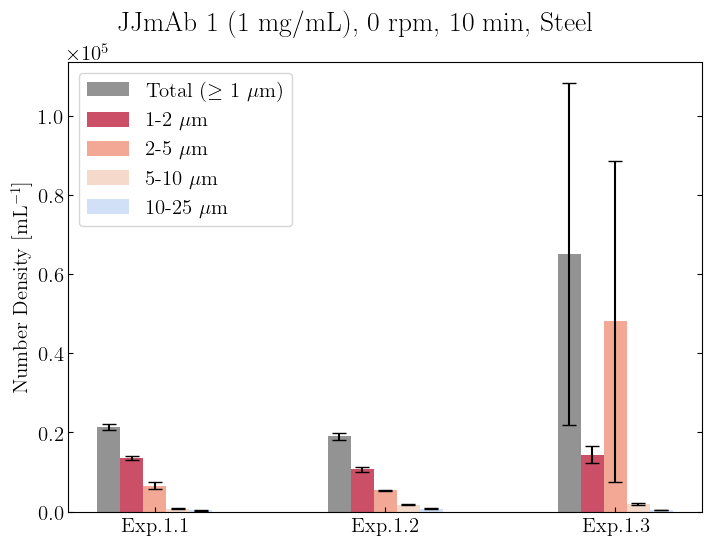 JJmAb 1 (1 mg/mL), 0 rpm, 10 min, Steel
×10⁵
Total (≥ 1 μm)
1-2 μm
2-5 μm
5-10 μm
10-25 μm
Number Density [mL⁻¹]
1.0
0.8
0.6
0.4
0.2
0.0
Exp.1.1 Exp.1.2 Exp.1.3